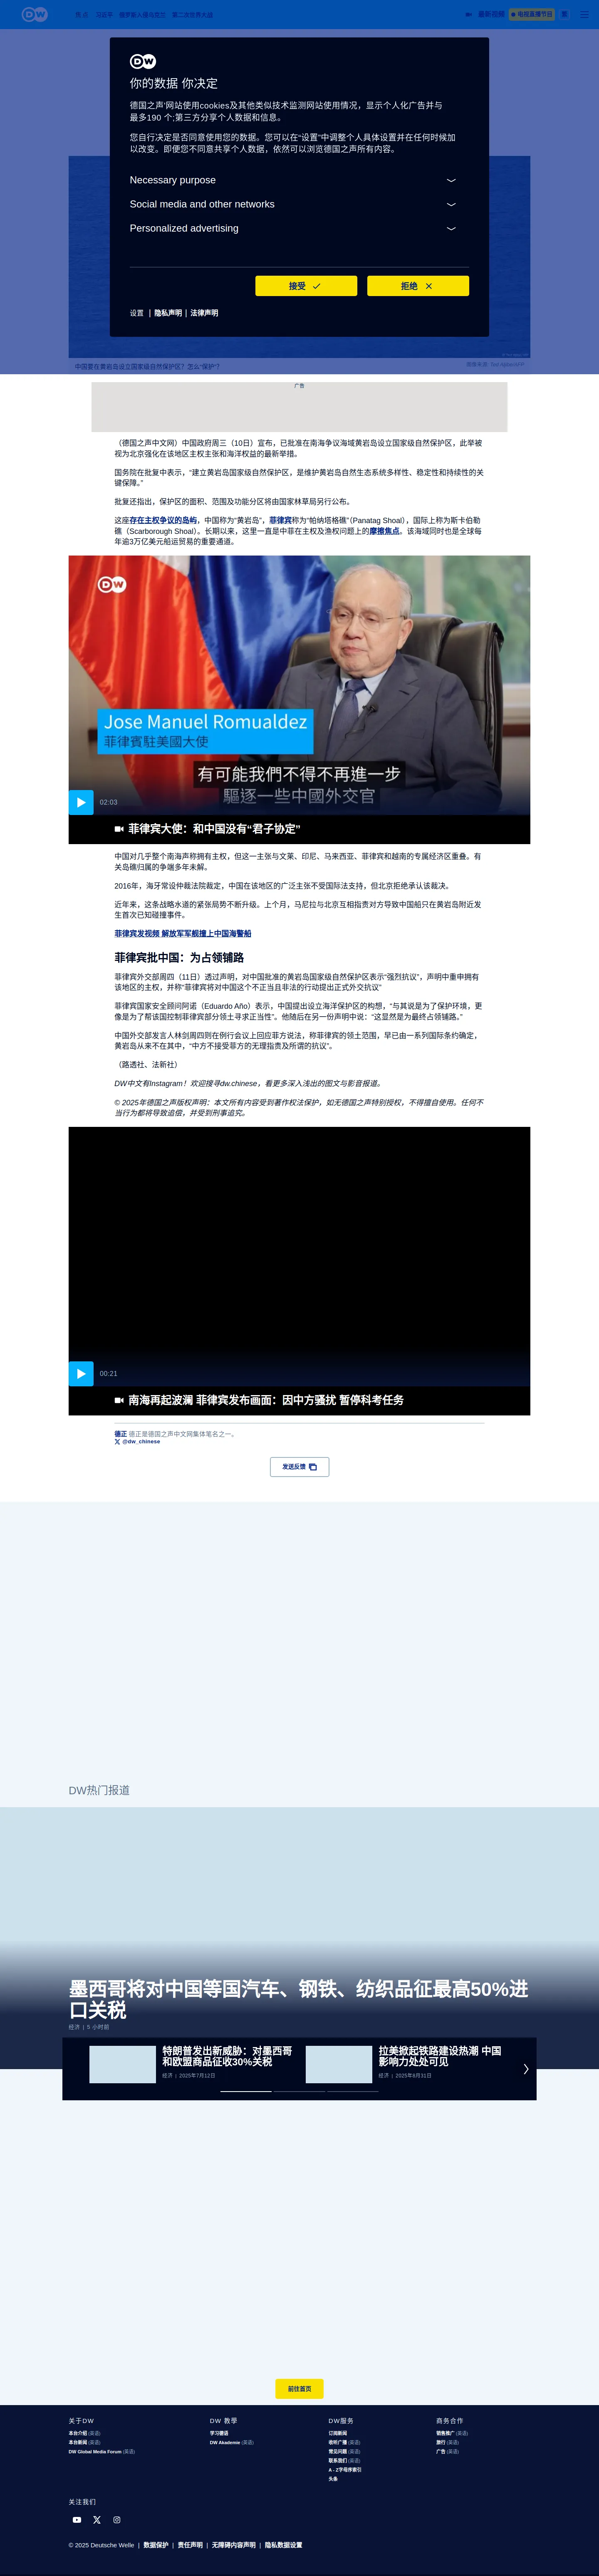 DW
习近平
俄罗斯入侵乌克兰
第二次世界大战
最新视频
电视直播节目
DW
你的数据 你决定
德国之声'网站使用cookies及其他类似技术监测网站使用情况，显示个人化广告并与
最多190 个;第三方分享个人数据和信息。
您自行决定是否同意使用您的数据。您可以在“设置”中调整个人具体设置并在任何时候加
以改变。即便您不同意共享个人数据，依然可以浏览德国之声所有内容。
Necessary purpose
Social media and other networks
Personalized advertising
接受
拒绝
设置 | 隐私声明 | 法律声明
中国要在黄岩岛设立国家级自然保护区？怎么“保护”？
广告
（德国之声中文网）中国政府周三（10日）宣布，已批准在南海争议海域黄岩岛设立国家级自然保护区，此举被
视为北京强化在该地区主权主张和海洋权益的最新举措。
国务院在批复中表示，“建立黄岩岛国家级自然保护区，是维护黄岩岛自然生态系统多样性、稳定性和持续性的关
键保障。”
批复还指出，保护区的面积、范围及功能分区将由国家林草局另行公布。
这座存在主权争议的岛屿，中国称为“黄岩岛”，菲律宾称为“帕纳塔格礁”（Panatag Shoal），国际上称为斯卡伯勒
礁（Scarborough Shoal）。长期以来，这里一直是中菲在主权及渔权问题上的摩擦焦点。该海域同时也是全球每
年逾3万亿美元船运贸易的重要通道。
DW
Jose Manuel Romualdez
菲律賓駐美國大使
有可能我們不得不再進一步
驅逐一些中國外交官
02:03
菲律宾大使：和中国没有“君子协定”
中国对几乎整个南海声称拥有主权，但这一主张与文莱、印尼、马来西亚、菲律宾和越南的专属经济区重叠。有
关岛礁归属的争端多年未解。
2016年，海牙常设仲裁法院裁定，中国在该地区的广泛主张不受国际法支持，但北京拒绝承认该裁决。
近年来，这条战略水道的紧张局势不断升级。上个月，马尼拉与北京互相指责对方导致中国船只在黄岩岛附近发
生首次已知碰撞事件。
菲律宾发视频 解放军军舰撞上中国海警船
菲律宾批中国：为占领铺路
菲律宾外交部周四（11日）透过声明，对中国批准的黄岩岛国家级自然保护区表示“强烈抗议”，声明中重申拥有
该地区的主权，并称“菲律宾将对中国这个不正当且非法的行动提出正式外交抗议”
菲律宾国家安全顾问阿诺（Eduardo Año）表示，中国提出设立海洋保护区的构想，“与其说是为了保护环境，更
像是为了帮该国控制菲律宾部分领土寻求正当性”。他随后在另一份声明中说：“这显然是为最终占领铺路。”
中国外交部发言人林剑周四则在例行会议上回应菲方说法，称菲律宾的领土范围，早已由一系列国际条约确定，
黄岩岛从来不在其中，“中方不接受菲方的无理指责及所谓的抗议”。
（路透社、法新社）
DW中文有Instagram！欢迎搜寻dw.chinese，看更多深入浅出的图文与影音报道。
© 2025年德国之声版权声明：本文所有内容受到著作权法保护，如无德国之声特别授权，不得擅自使用。任何不
当行为都将导致追偿，并受到刑事追究。
00:21
南海再起波澜 菲律宾发布画面：因中方骚扰 暂停科考任务
德正 德正是德国之声中文网集体笔名之一。
@dw_chinese
发送反馈
DW热门报道
墨西哥将对中国等国汽车、钢铁、纺织品征最高50%进
口关税
经济 | 5 小时前
特朗普发出新威胁：对墨西哥
和欧盟商品征收30%关税
经济 | 2025年7月12日
拉美掀起铁路建设热潮 中国
影响力处处可见
经济 | 2025年8月31日
前往首页
关于DW
本台介绍 (英语)
本台新闻 (英语)
DW Global Media Forum (英语)
DW 教學
学习德语
DW Akademie (英语)
DW服务
订阅新闻
收听广播 (英语)
常见问题 (英语)
联系我们 (英语)
A - Z字母序索引
头条
商务合作
销售推广 (英语)
旅行 (英语)
广告 (英语)
关注我们
© 2025 Deutsche Welle | 数据保护 | 责任声明 | 无障碍内容声明 | 隐私数据设置